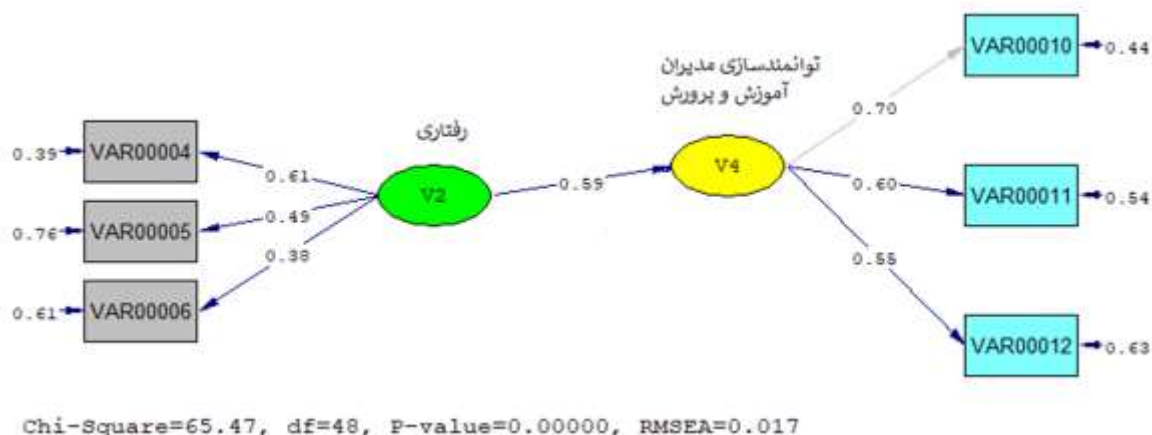 VAR00010
0.44
توانمندسازی مدیران
آموزش و پرورش
0.70
رفتاری
0.39
VAR00004
0.61
V2
0.59
V4
0.60
VAR00011
0.54
0.49
0.76
VAR00005
0.38
0.55
0.61
VAR00006
VAR00012
0.63
Chi-Square=65.47, df=48, P-value=0.00000, RMSEA=0.017